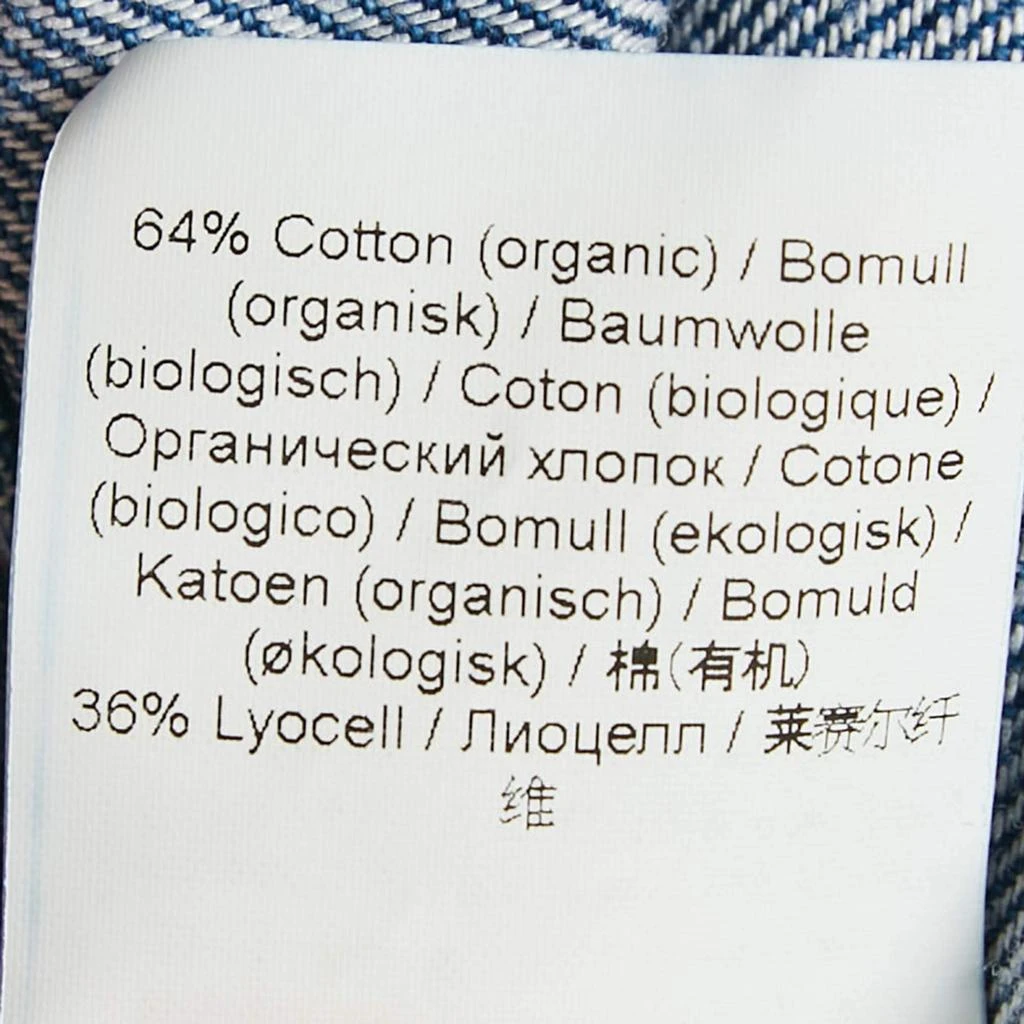 64% Cotton (organic) / Bomull
(organisk) / Baumwolle
(biologisch) / Coton (biologique) /
Органический хлопок / Cotone
(biologico) / Bomull (ekologisk) /
Katoen (organisch) / Bomuld
(økologisk) / 棉(有机)
36% Lyocell / Лиоцелл / 莱赛尔纤
维